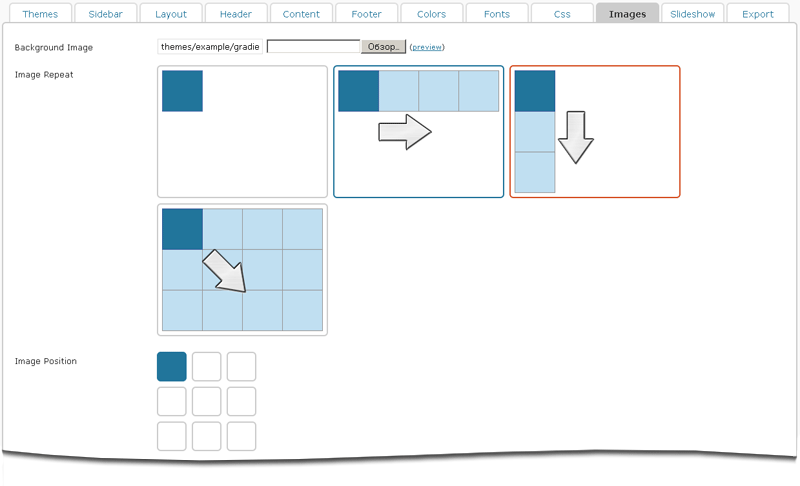 Themes Sidebar Layout Header Content Footer Colors Fonts Css Images Slideshow Export
Background Image themes/example/gradie Обзор.. (preview)
Image Repeat
Image Position